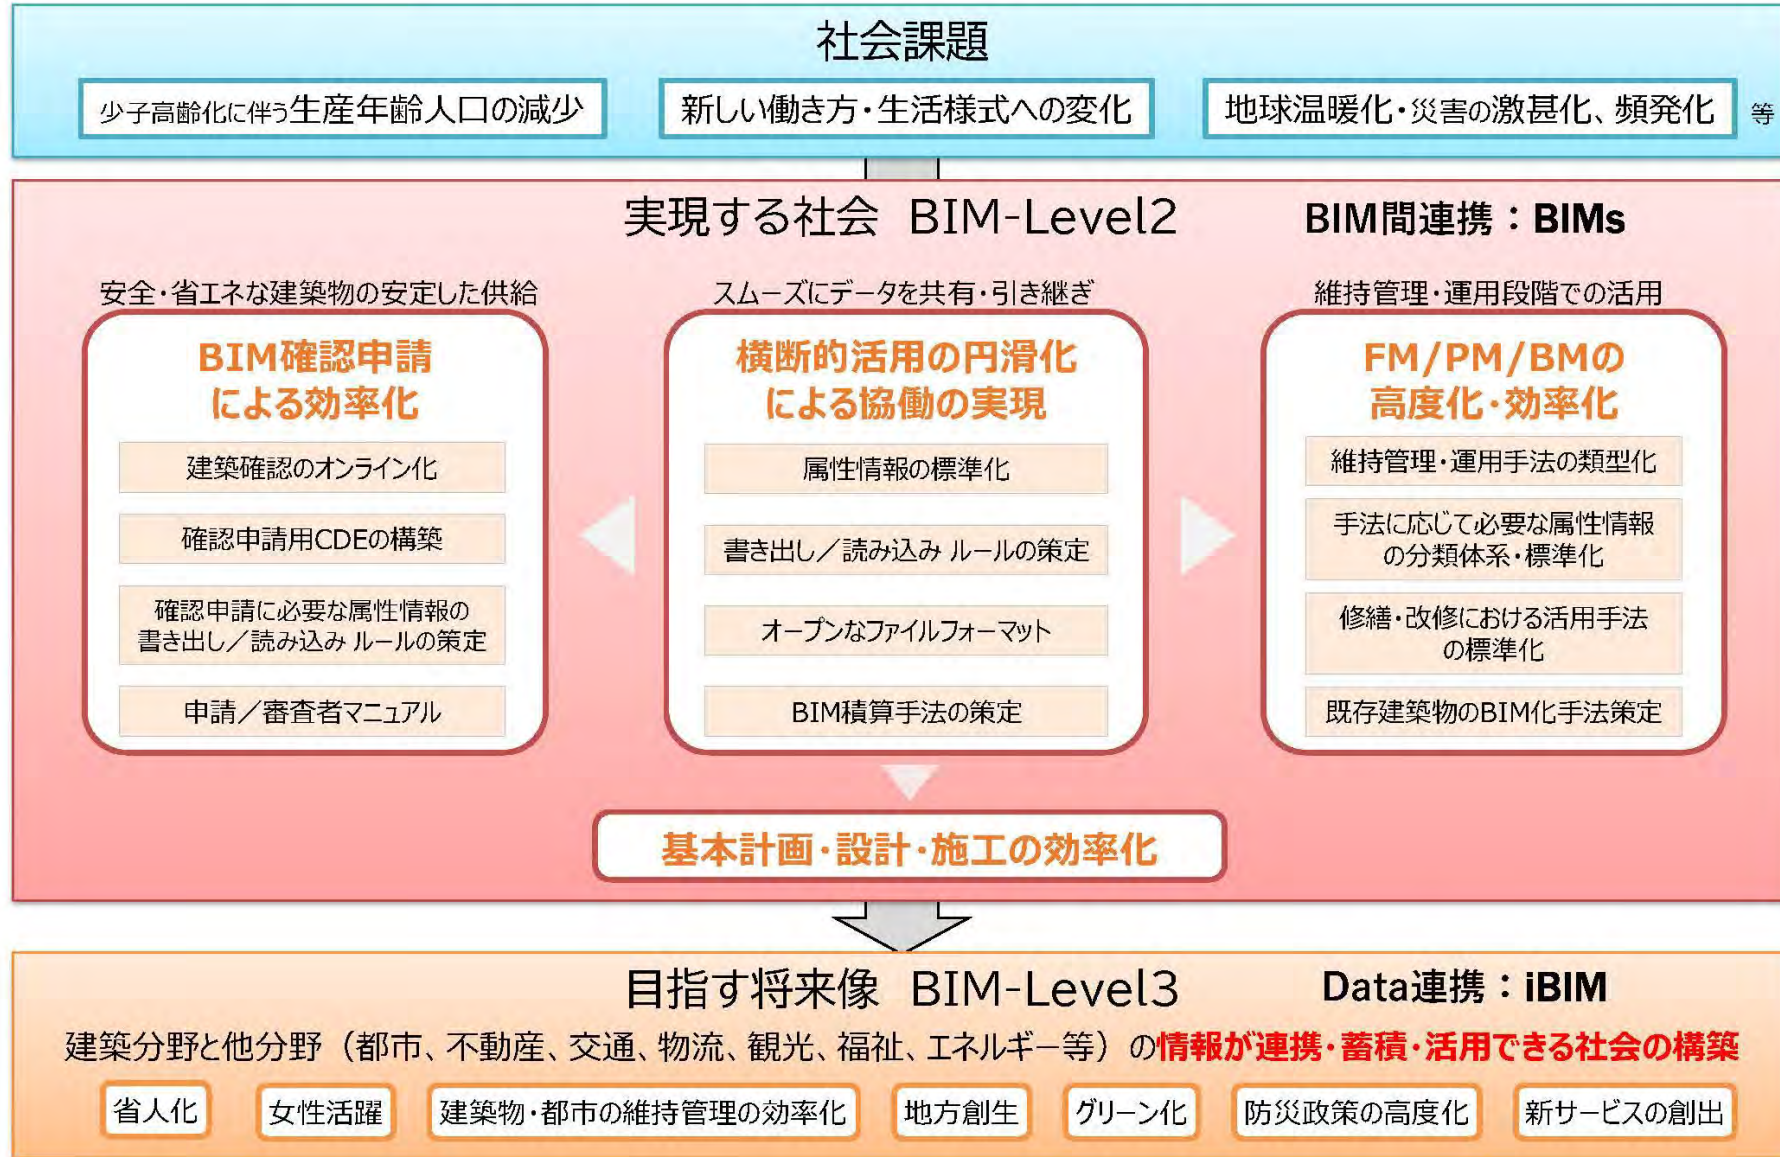 社会課題
少子高齢化に伴う生産年齢人口の減少
新しい働き方・生活様式への変化
地球温暖化・災害の激甚化、頻発化
等
実現する社会 BIM-Level2
BIM間連携：BIMs
安全・省エネな建築物の安定した供給
BIM確認申請
による効率化
建築確認のオンライン化
確認申請用CDEの構築
確認申請に必要な属性情報の
書き出し／読み込み ルールの策定
申請／審査者マニュアル
スムーズにデータを共有・引き継ぎ
横断的活用の円滑化
による協働の実現
属性情報の標準化
書き出し／読み込み ルールの策定
オープンなファイルフォーマット
BIM積算手法の策定
維持管理・運用段階での活用
FM/PM/BMの
高度化・効率化
維持管理・運用手法の類型化
手法に応じて必要な属性情報
の分類体系・標準化
修繕・改修における活用手法
の標準化
既存建築物のBIM化手法策定
基本計画・設計・施工の効率化
目指す将来像 BIM-Level3
Data連携：iBIM
建築分野と他分野（都市、不動産、交通、物流、観光、福祉、エネルギー等）の情報が連携・蓄積・活用できる社会の構築
省人化
女性活躍
建築物・都市の維持管理の効率化
地方創生
グリーン化
防災政策の高度化
新サービスの創出